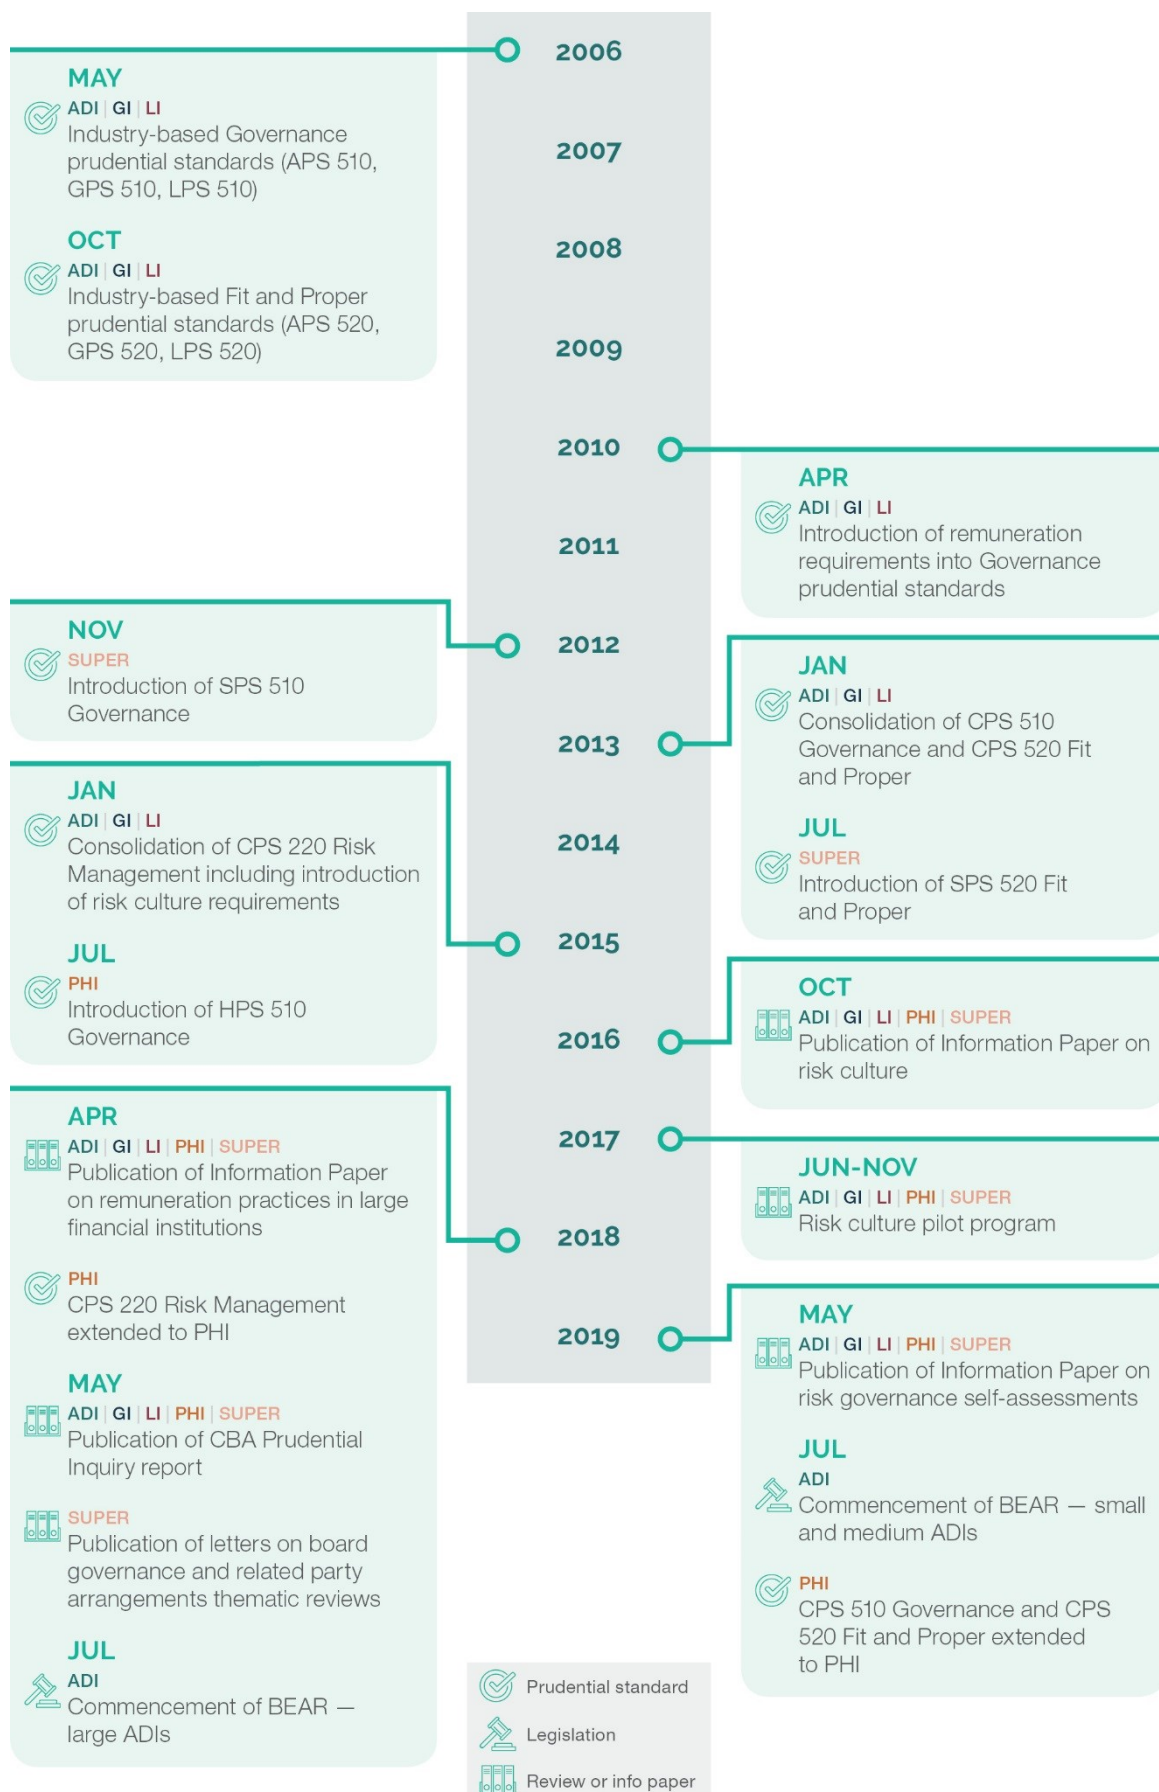 2006
MAY
ADI | GI | LI
Industry-based Governance
prudential standards (APS 510,
GPS 510, LPS 510)
OCT
ADI | GI | LI
Industry-based Fit and Proper
prudential standards (APS 520,
GPS 520, LPS 520)
2007
2008
2009
2010
APR
ADI | GI | LI
Introduction of remuneration
requirements into Governance
prudential standards
2011
2012
NOV
SUPER
Introduction of SPS 510
Governance
2013
JAN
ADI | GI | LI
Consolidation of CPS 510
Governance and CPS 520 Fit
and Proper
JUL
SUPER
Introduction of SPS 520 Fit
and Proper
2014
2015
JAN
ADI | GI | LI
Consolidation of CPS 220 Risk
Management including introduction
of risk culture requirements
JUL
PHI
Introduction of HPS 510
Governance
2016
OCT
ADI | GI | LI | PHI | SUPER
Publication of Information Paper on
risk culture
2017
JUN-NOV
ADI | GI | LI | PHI | SUPER
Risk culture pilot program
2018
APR
ADI | GI | LI | PHI | SUPER
Publication of Information Paper
on remuneration practices in large
financial institutions
PHI
CPS 220 Risk Management
extended to PHI
MAY
ADI | GI | LI | PHI | SUPER
Publication of CBA Prudential
Inquiry report
SUPER
Publication of letters on board
governance and related party
arrangements thematic reviews
JUL
ADI
Commencement of BEAR —
large ADIs
2019
MAY
ADI | GI | LI | PHI | SUPER
Publication of Information Paper on
risk governance self-assessments
JUL
ADI
Commencement of BEAR — small
and medium ADIs
PHI
CPS 510 Governance and CPS
520 Fit and Proper extended
to PHI
Prudential standard
Legislation
Review or info paper